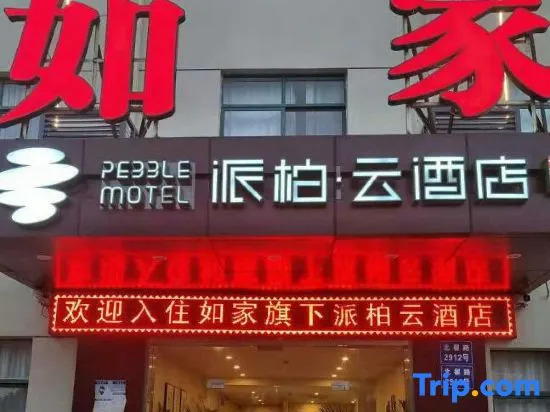 如家
PEBBLE
MOTEL
派柏·云酒店
欢迎入住如家旗下派柏云酒店
2912号
Trip.com